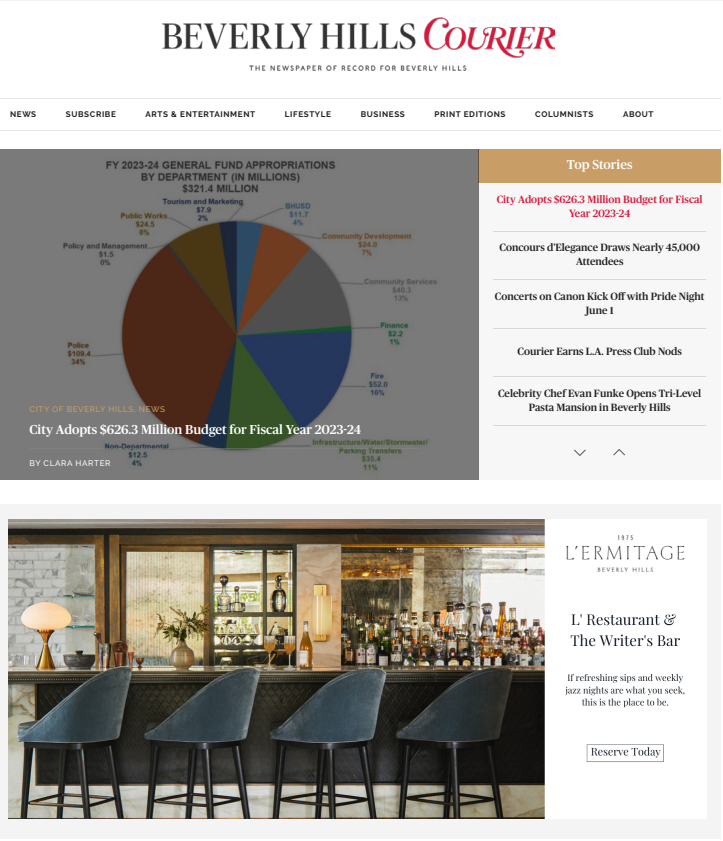 BEVERLY HILLS COURIER
THE NEWSPAPER OF RECORD FOR BEVERLY HILLS
NEWS SUBSCRIBE ARTS & ENTERTAINMENT LIFESTYLE BUSINESS PRINT EDITIONS COLUMNISTS ABOUT
FY 2023-24 GENERAL FUND APPROPRIATIONS
BY DEPARTMENT (IN MILLIONS)
$321.4 MILLION
Tourism and Marketing
$7.9
2%
BHUSD
$11.7
4%
Public Works
$24.5
8%
Community Development
$24.0
7%
Policy and Management
$1.5
0%
Community Services
$40.3
13%
Finance
$2.2
1%
Police
$109.4
34%
Fire
$52.0
16%
CITY OF BEVERLY HILLS, NEWS
City Adopts $626.3 Million Budget for Fiscal Year 2023-24
Non-Departmental
$12.5
4%
Infrastructure/Water/Stormwater/
Parking Transfers
$35.4
11%
BY CLARA HARTER
Top Stories
City Adopts $626.3 Million Budget for Fiscal
Year 2023-24
Concours d'Elegance Draws Nearly 45,000
Attendees
Concerts on Canon Kick Off with Pride Night
June 1
Courier Earns L.A. Press Club Nods
Celebrity Chef Evan Funke Opens Tri-Level
Pasta Mansion in Beverly Hills
1975
L'ERMITAGE
BEVERLY HILLS
L' Restaurant &
The Writer's Bar
If refreshing sips and weekly
jazz nights are what you seek,
this is the place to be.
Reserve Today